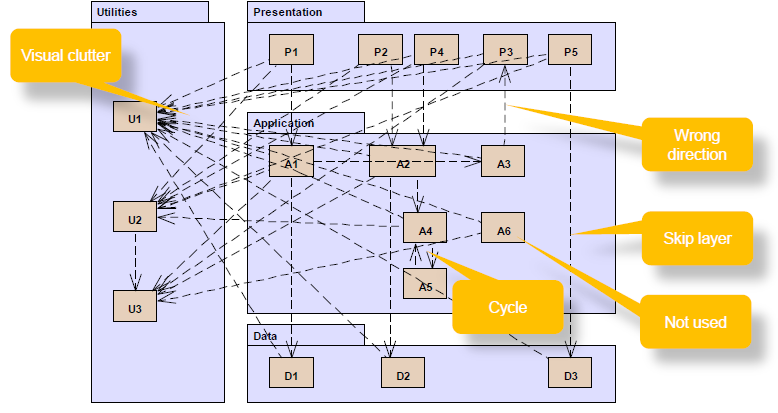 Utilities
Presentation
P1
P2
P4
P3
P5
Visual clutter
U1
Application
Wrong
direction
A1
A2
A3
U2
A4
A6
Skip layer
A5
U3
Cycle
Not used
Data
D1
D2
D3